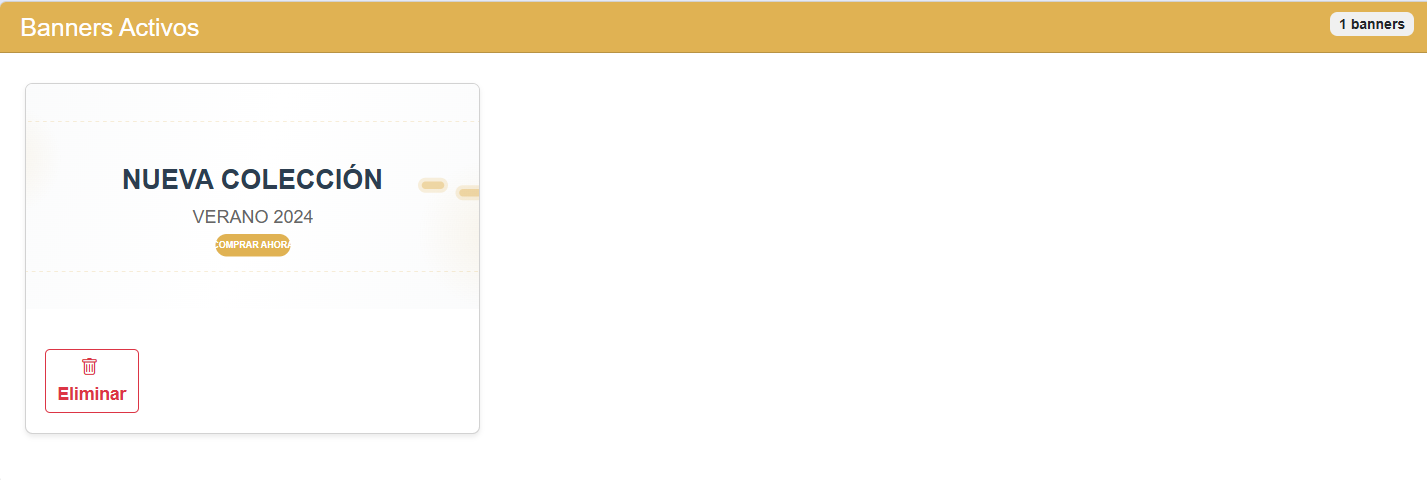 Banners Activos
1 banners
NUEVA COLECCIÓN
VERANO 2024
COMPRAR AHORA
Eliminar